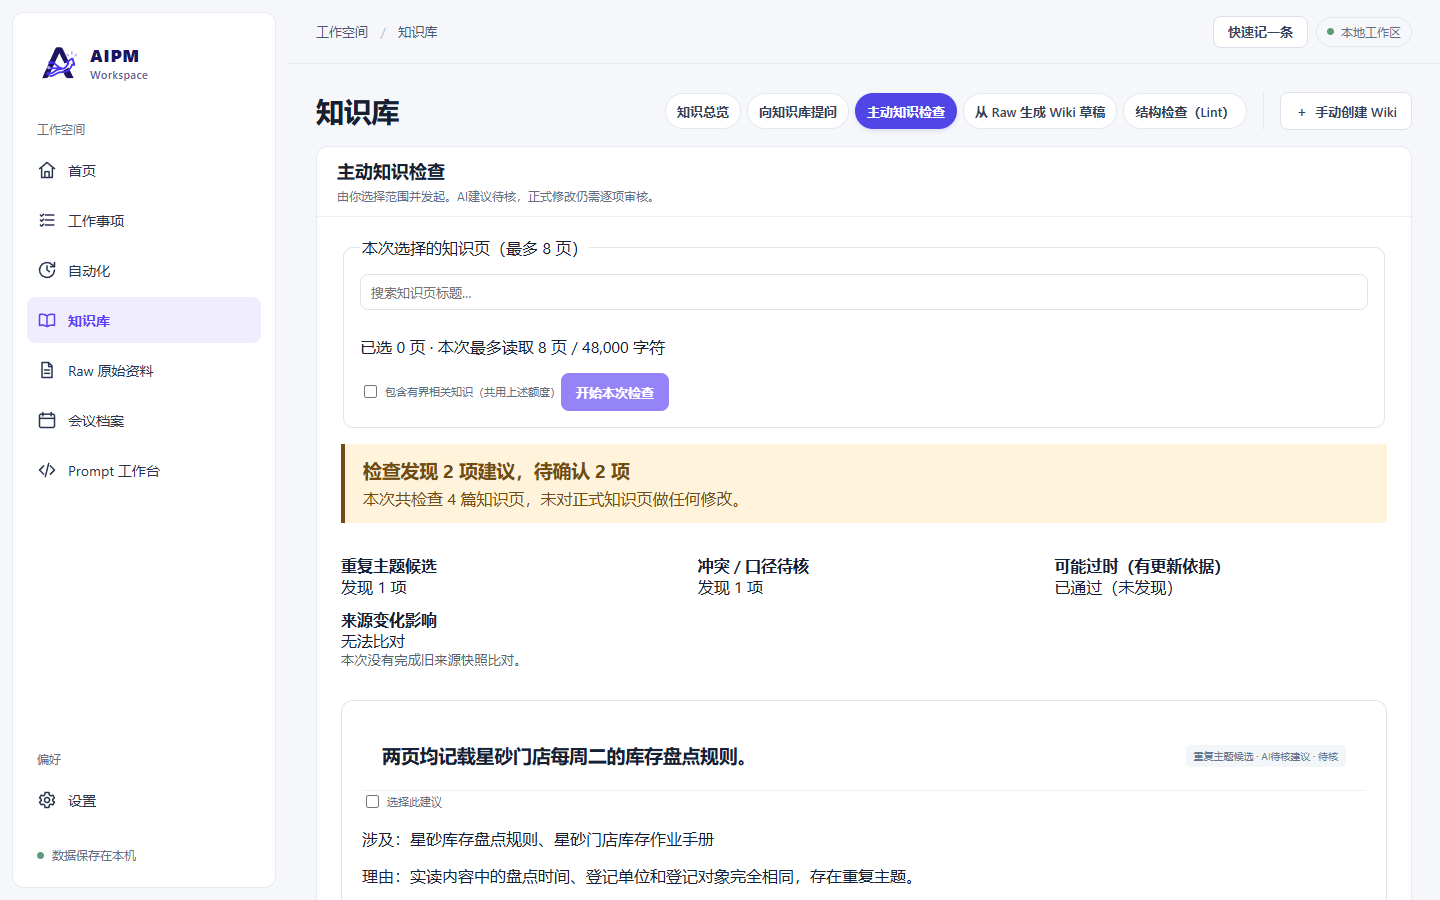 AIPM
Workspace
工作空间
首页
工作事项
自动化
知识库
Raw 原始资料
会议档案
Prompt 工作台
偏好
设置
数据保存在本机
工作空间 / 知识库
快速记一条
本地工作区
知识库
知识总览
向知识库提问
主动知识检查
从 Raw 生成 Wiki 草稿
结构检查（Lint）
+ 手动创建 Wiki
主动知识检查
由你选择范围并发起。AI建议待核，正式修改仍需逐项审核。
本次选择的知识页（最多 8 页）
搜索知识页标题...
已选 0 页 · 本次最多读取 8 页 / 48,000 字符
包含有界相关知识（共用上述额度）
开始本次检查
检查发现 2 项建议，待确认 2 项
本次共检查 4 篇知识页，未对正式知识页做任何修改。
重复主题候选
发现 1 项
冲突 / 口径待核
发现 1 项
可能过时（有更新依据）
已通过（未发现）
来源变化影响
无法比对
本次没有完成旧来源快照比对。
两页均记载星砂门店每周二的库存盘点规则。
重复主题候选 · AI待核建议 · 待核
选择此建议
涉及：星砂库存盘点规则、星砂门店库存作业手册
理由：实读内容中的盘点时间、登记单位和登记对象完全相同，存在重复主题。